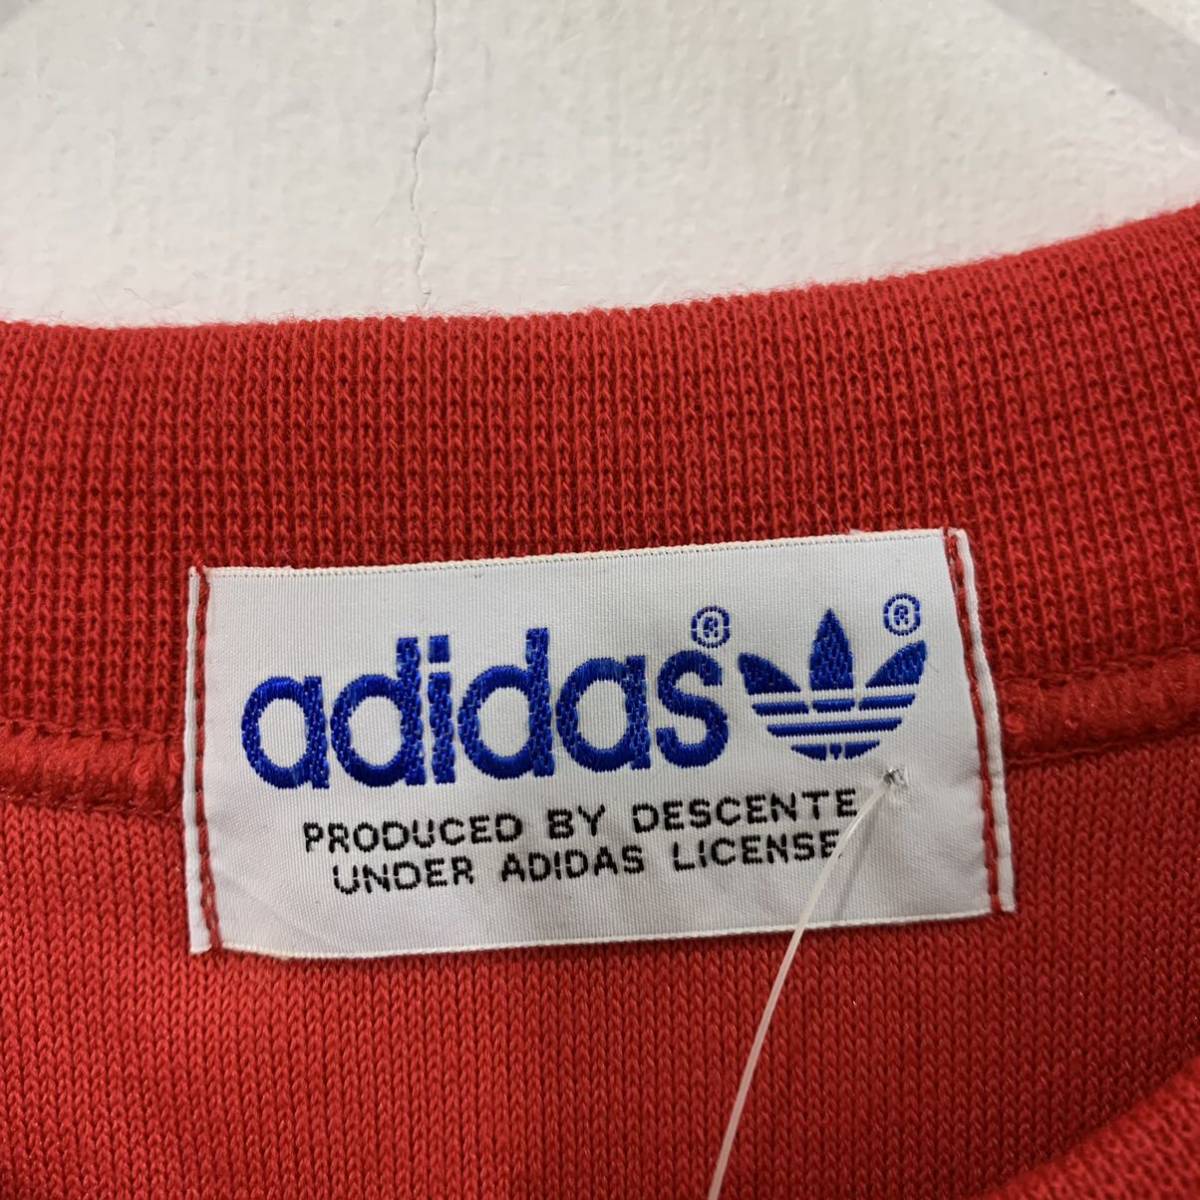 adidas® ®
PRODUCED BY DESCENTE
UNDER ADIDAS LICENSE